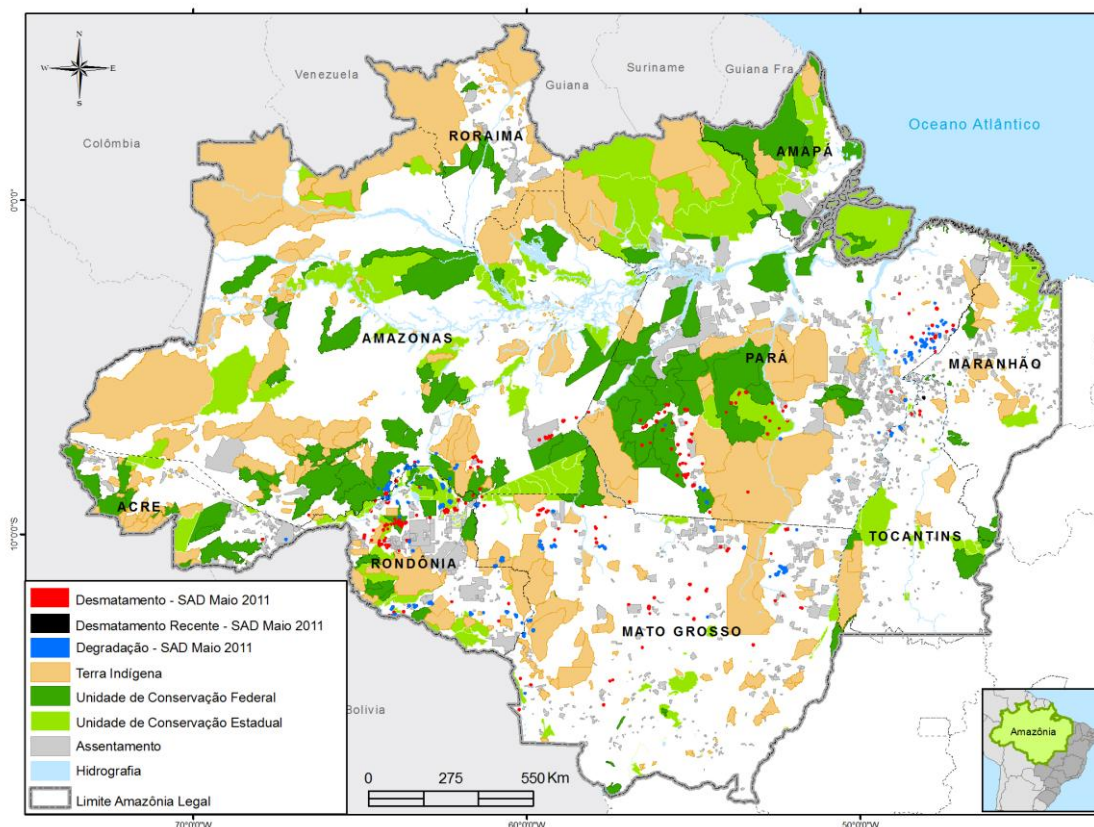 N
W
E
S
Venezuela
Suriname
Guiana Fra
Guiana
Colômbia
Oceano Atlântico
RORAIMA
AMAPÁ
0°0'0"
AMAZONAS
PARÁ
MARANHÃO
ACRE
10°0'0"S
TOCANTINS
RONDÔNIA
MATO GROSSO
Bolivia
Desmatamento - SAD Maio 2011
Desmatamento Recente - SAD Maio 2011
Degradação - SAD Maio 2011
Terra Indígena
Unidade de Conservação Federal
Unidade de Conservação Estadual
Assentamento
Hidrografia
Limite Amazônia Legal
0 275 550 Km
Amazônia
70°0'0"W 60°0'0"W 50°0'0"W